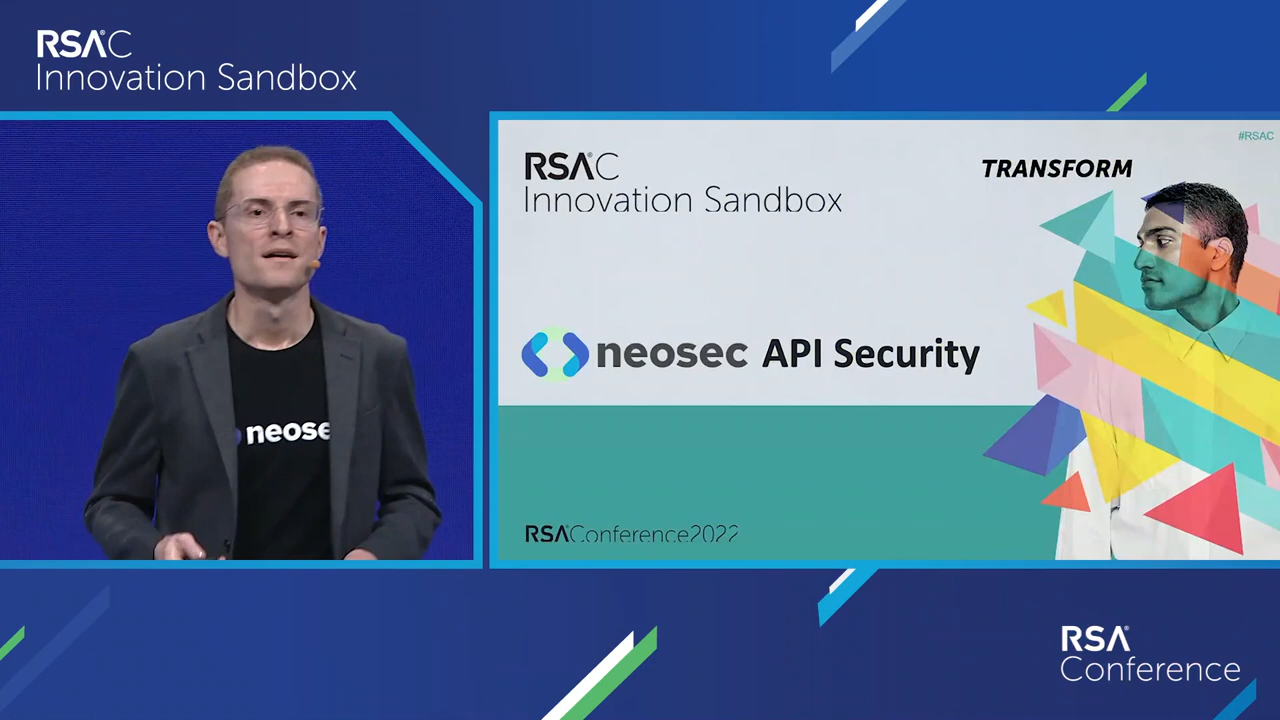 RSAC
Innovation Sandbox
#RSAC
RSAC
Innovation Sandbox
TRANSFORM
neosec API Security
neose
RSAConference2022
RSA
Conference